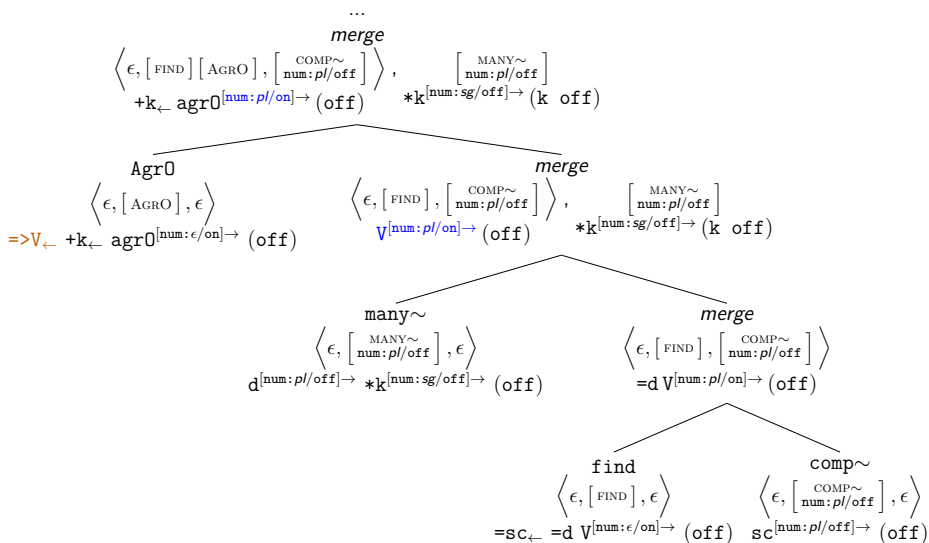 ...
merge
⟨ϵ, [FIND] [AGRO], [COMP∼ num:pl/off]⟩, [MANY∼ num:pl/off]
+k← agrO[num:pl/on]→ (off) *k[num:sg/off]→ (k off)
AgrO merge
⟨ϵ, [AGRO], ϵ⟩ ⟨ϵ, [FIND], [COMP∼ num:pl/off]⟩, [MANY∼ num:pl/off]
=>V← +k← agrO[num:ϵ/on]→ (off) V[num:pl/on]→ (off) *k[num:sg/off]→ (k off)
many∼ merge
⟨ϵ, [MANY∼ num:pl/off], ϵ⟩ ⟨ϵ, [FIND], [COMP∼ num:pl/off]⟩
d[num:pl/off]→ *k[num:sg/off]→ (off) =d V[num:pl/on]→ (off)
find comp∼
⟨ϵ, [FIND], ϵ⟩ ⟨ϵ, [COMP∼ num:pl/off], ϵ⟩
=sc← =d V[num:ϵ/on]→ (off) sc[num:pl/off]→ (off)